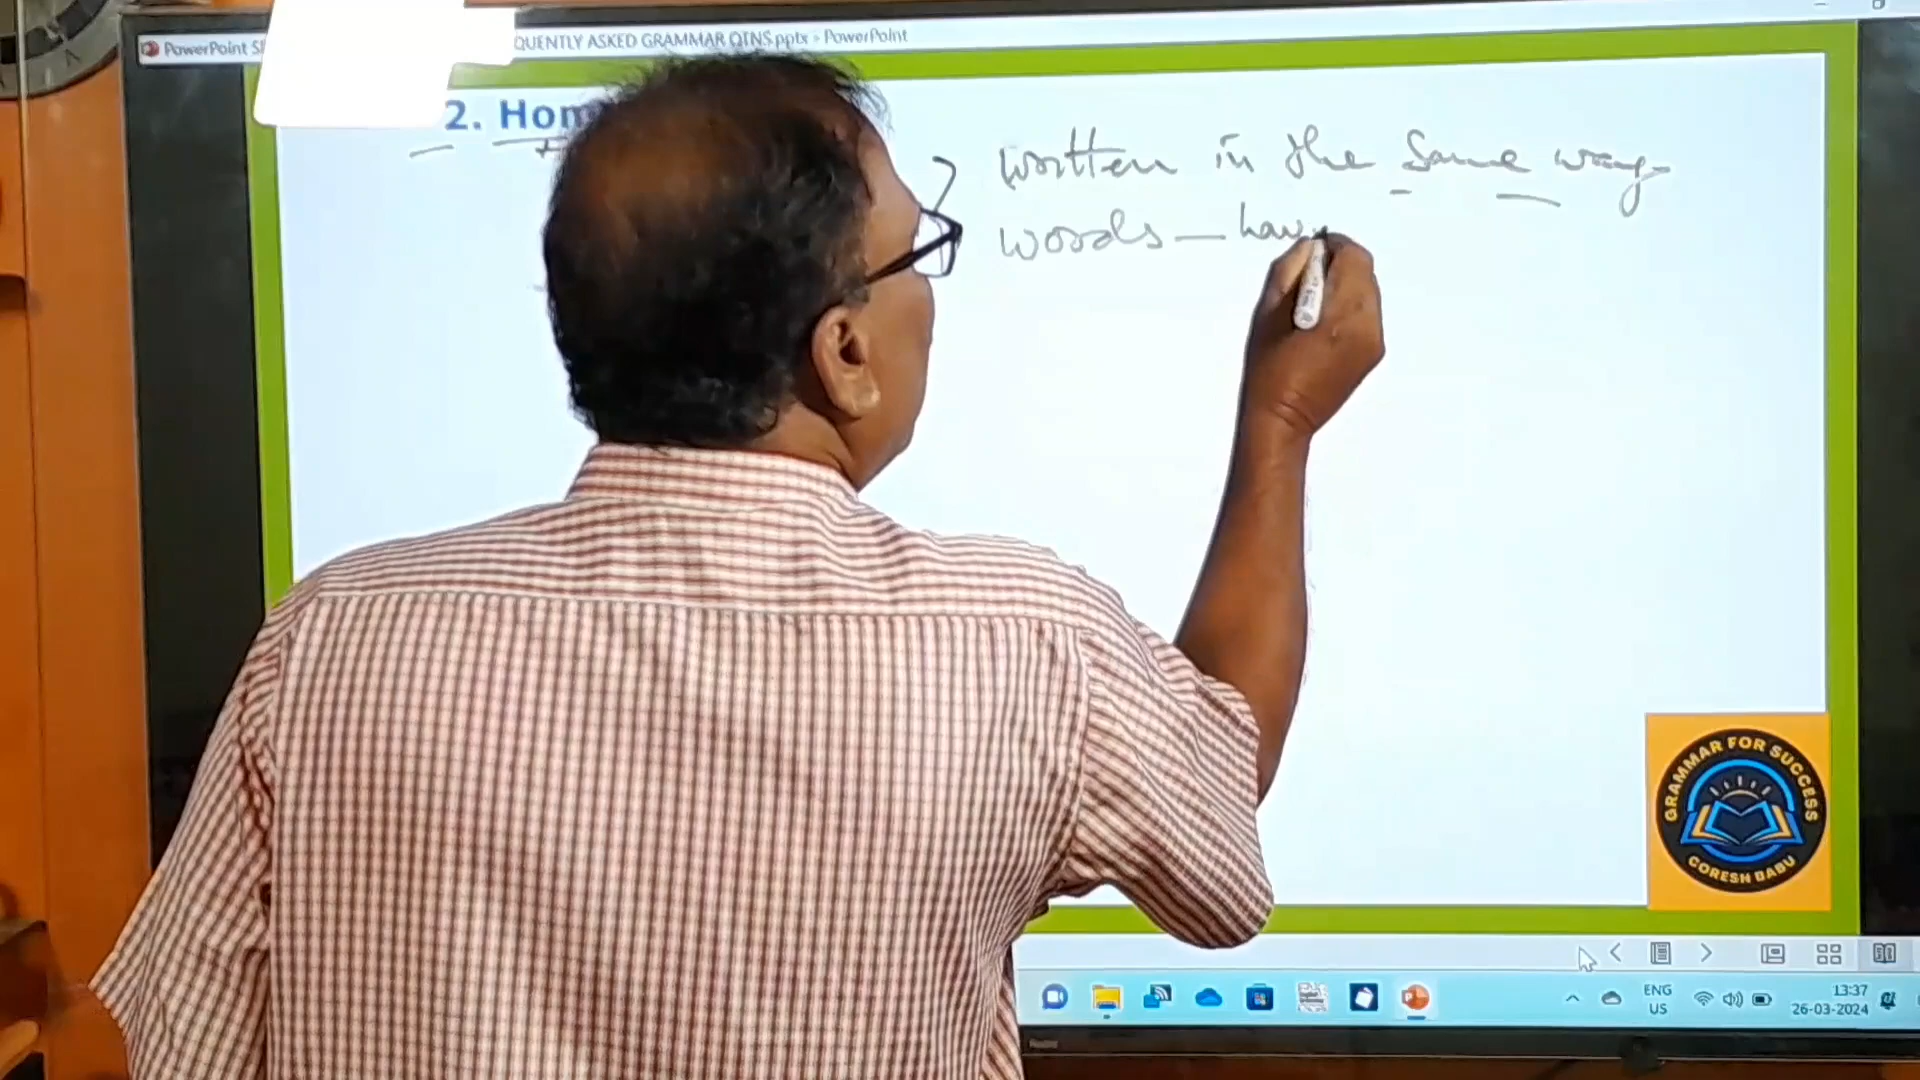 PowerPoint Sl
QUENTLY ASKED GRAMMAR QTNS.pptx - PowerPoint
2. Hom
written in the same way
words — hav
GRAMMAR FOR SUCCESS
CORESH BABU
ENG
US
13:37
26-03-2024